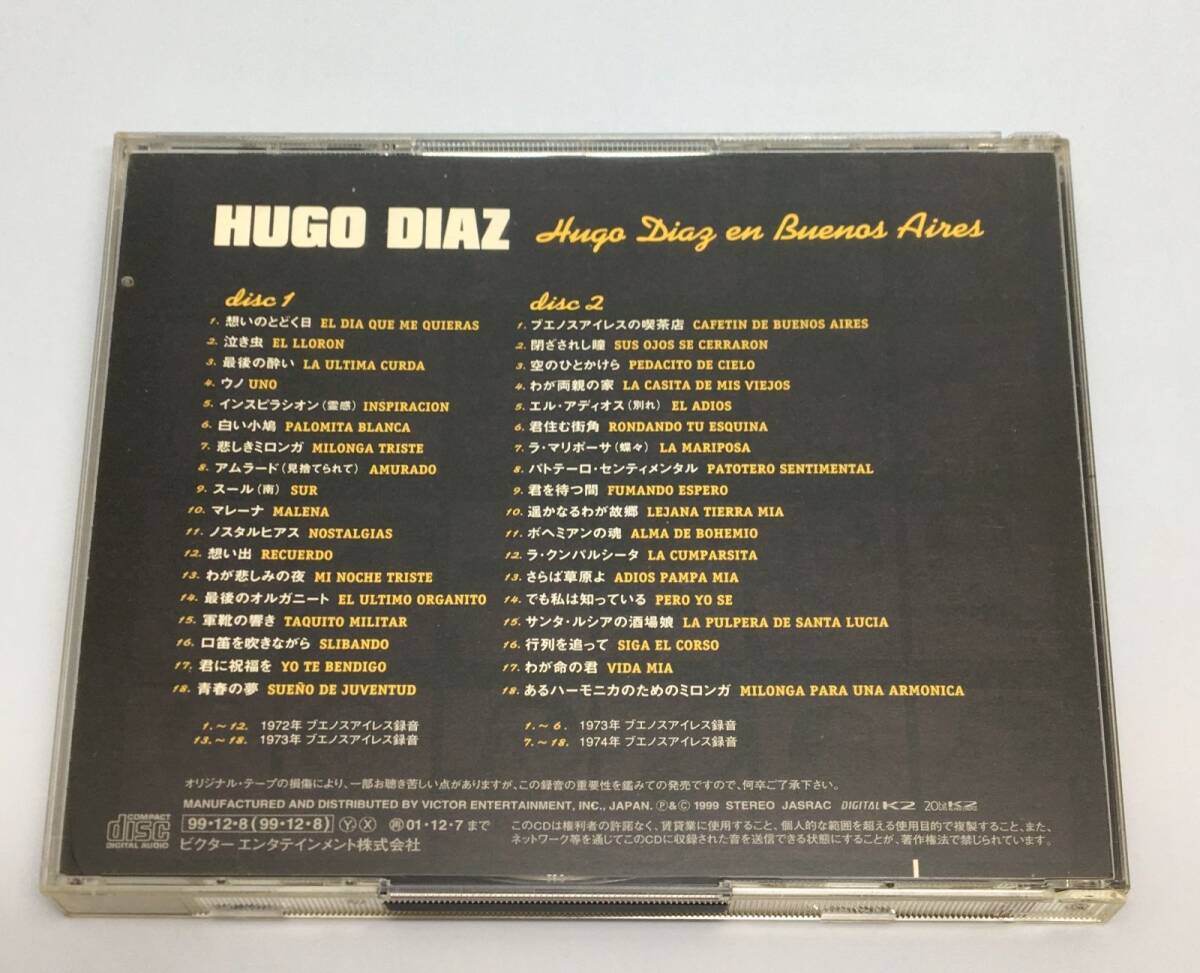 HUGO DIAZ Hugo Diaz en Buenos Aires
disc 1
1. 想いのとどく日 EL DIA QUE ME QUIERAS
2. 泣き虫 EL LLORON
3. 最後の酔い LA ULTIMA CURDA
4. ウノ UNO
5. インスピラシオン(霊感) INSPIRACION
6. 白い小鳩 PALOMITA BLANCA
7. 悲しきミロンガ MILONGA TRISTE
8. アムラード(見捨てられて) AMURADO
9. スール(南) SUR
10. マレーナ MALENA
11. ノスタルヒアス NOSTALGIAS
12. 想い出 RECUERDO
13. わが悲しみの夜 MI NOCHE TRISTE
14. 最後のオルガニート EL ULTIMO ORGANITO
15. 軍靴の響き TAQUITO MILITAR
16. 口笛を吹きながら SLIBANDO
17. 君に祝福を YO TE BENDIGO
18. 青春の夢 SUEÑO DE JUVENTUD
1.~12. 1972年 ブエノスアイレス録音
13.~18. 1973年 ブエノスアイレス録音
disc 2
1. ブエノスアイレスの喫茶店 CAFETIN DE BUENOS AIRES
2. 閉ざされし瞳 SUS OJOS SE CERRARON
3. 空のひとかけら PEDACITO DE CIELO
4. わが両親の家 LA CASITA DE MIS VIEJOS
5. エル・アディオス(別れ) EL ADIOS
6. 君住む街角 RONDANDO TU ESQUINA
7. ラ・マリポーサ(蝶々) LA MARIPOSA
8. パトテーロ・センティメンタル PATOTERO SENTIMENTAL
9. 君を待つ間 FUMANDO ESPERO
10. 遥かなるわが故郷 LEJANA TIERRA MIA
11. ボヘミアンの魂 ALMA DE BOHEMIO
12. ラ・クンパルシータ LA CUMPARSITA
13. さらば草原よ ADIOS PAMPA MIA
14. でも私は知っている PERO YO SE
15. サンタ・ルシアの酒場娘 LA PULPERA DE SANTA LUCIA
16. 行列を追って SIGA EL CORSO
17. わが命の君 VIDA MIA
18. あるハーモニカのためのミロンガ MILONGA PARA UNA ARMONICA
1.~6. 1973年 ブエノスアイレス録音
7.~18. 1974年 ブエノスアイレス録音
オリジナル・テープの損傷により、一部お聴き苦しい点がありますが、この録音の重要性を鑑みての発売ですので、何卒ご了承下さい。
MANUFACTURED AND DISTRIBUTED BY VICTOR ENTERTAINMENT, INC., JAPAN. Ⓟ&© 1999 STEREO JASRAC DIGITAL K2 20bit K2
COMPACT disc DIGITAL AUDIO
99・12・8 (99・12・8) Ⓨ Ⓧ ㊢ 01・12・7 まで
ビクター エンタテインメント株式会社
このCDは権利者の許諾なく、賃貸業に使用すること、個人的な範囲を超える使用目的で複製すること、また、
ネットワーク等を通じてこのCDに収録された音を送信できる状態にすることが、著作権法で禁じられています。